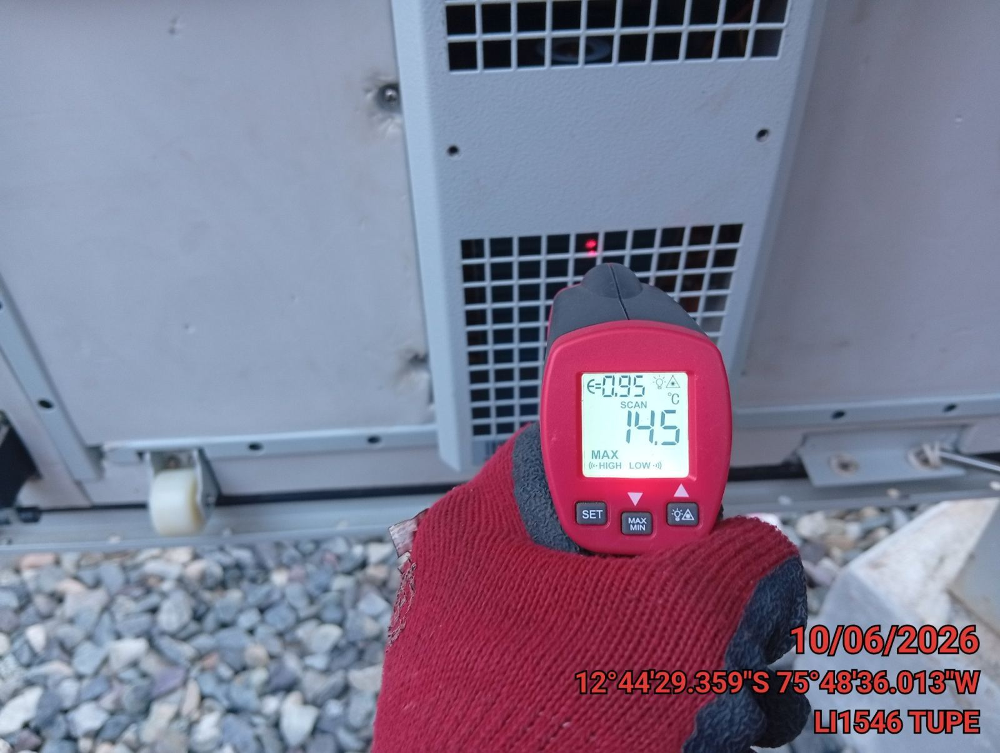 ϵ=0.95
°C
SCAN
14.5
MAX
HIGH LOW
SET
MAX
MIN
10/06/2026
12°44'29.359"S 75°48'36.013"W
LI1546 TUPE